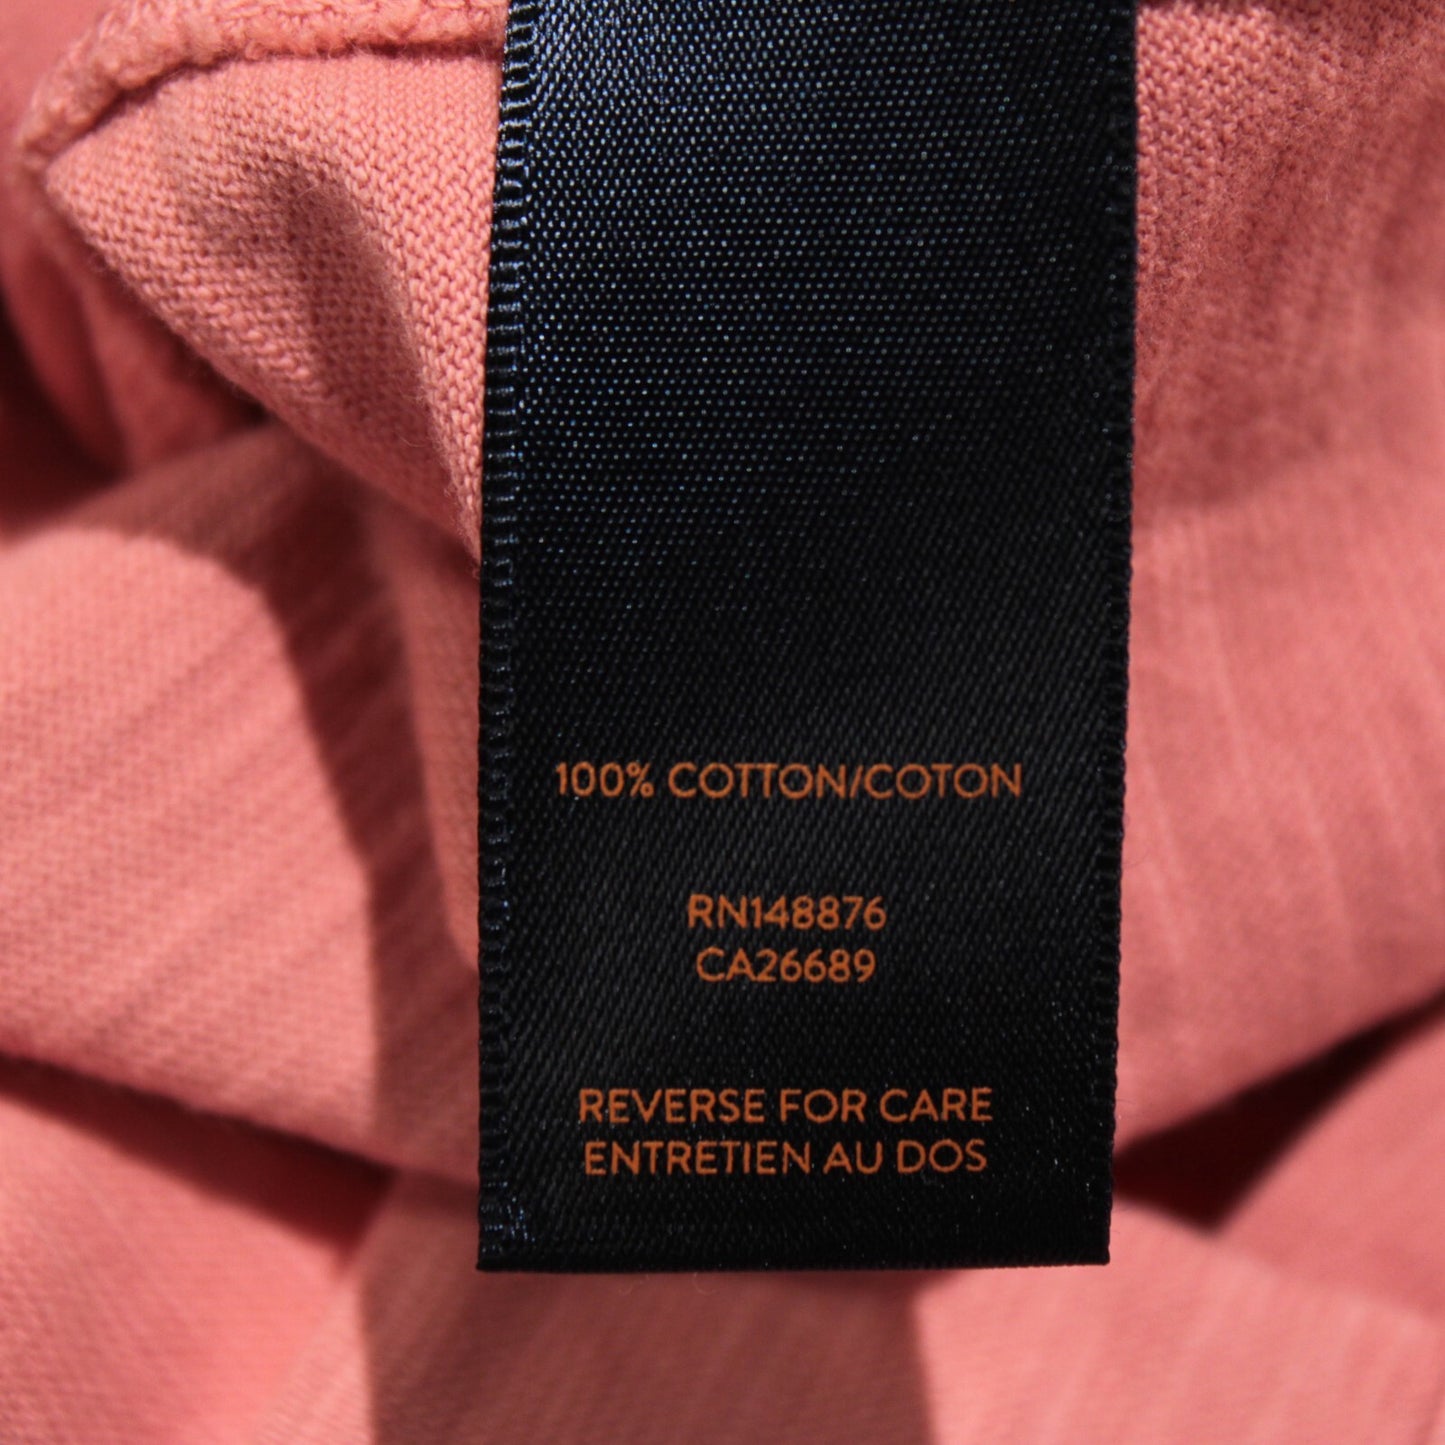 100% COTTON/COTON
RN148876
CA26689
REVERSE FOR CARE
ENTRETIEN AU DOS